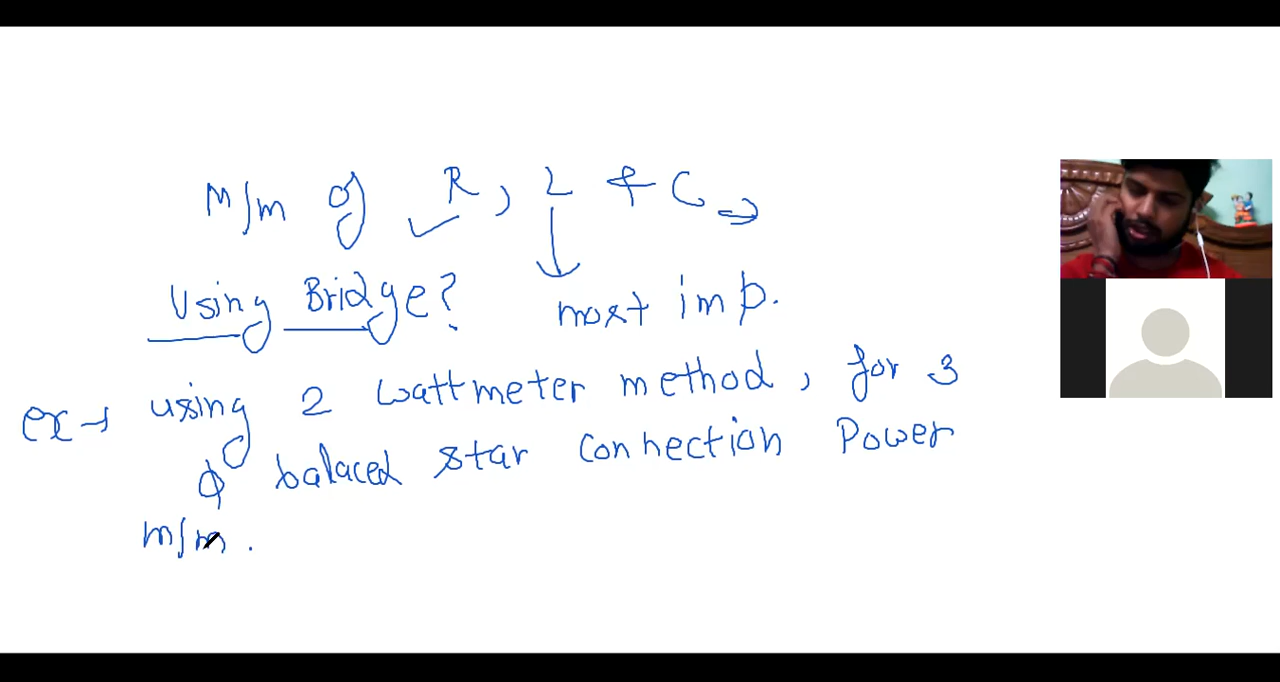 M/m of R, L & C →
Using Bridge? most imp.
ex → using 2 wattmeter method, for 3
ϕ balaced star Connection Power
m/m.